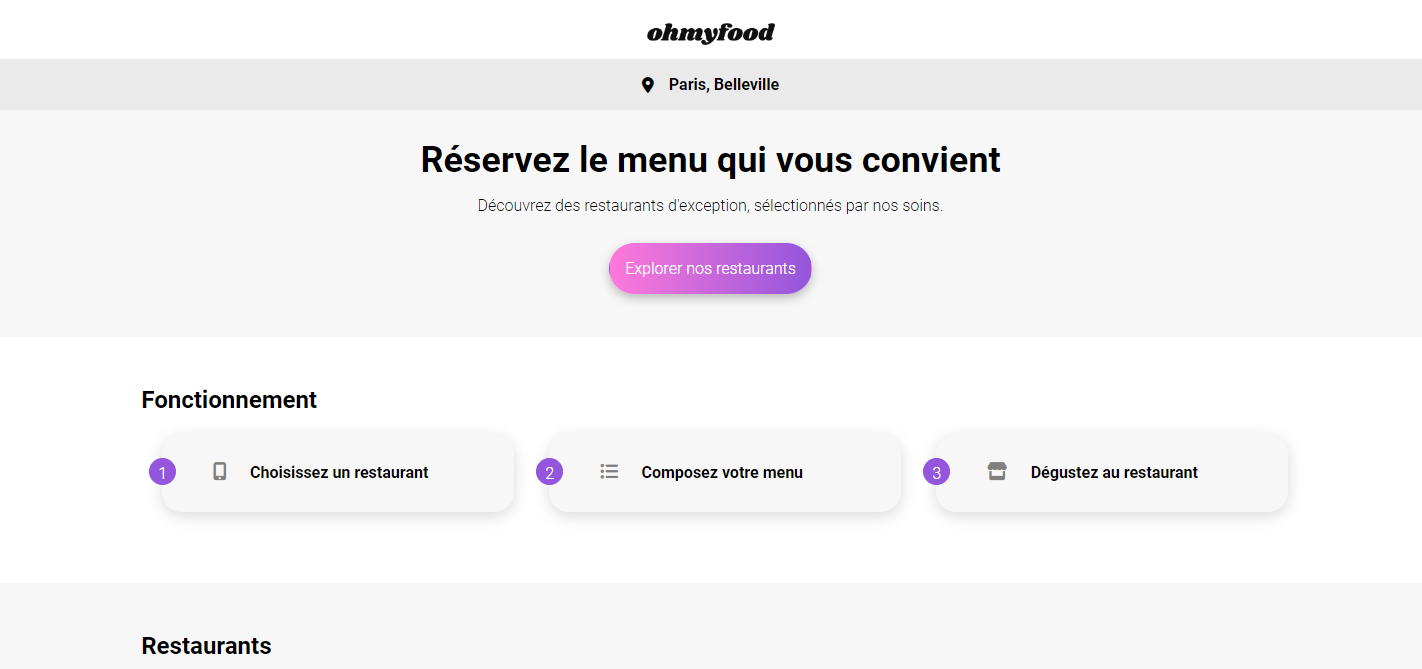 ohmyfood
Paris, Belleville
Réservez le menu qui vous convient
Découvrez des restaurants d'exception, sélectionnés par nos soins.
Explorer nos restaurants
Fonctionnement
1 Choisissez un restaurant
2 Composez votre menu
3 Dégustez au restaurant
Restaurants